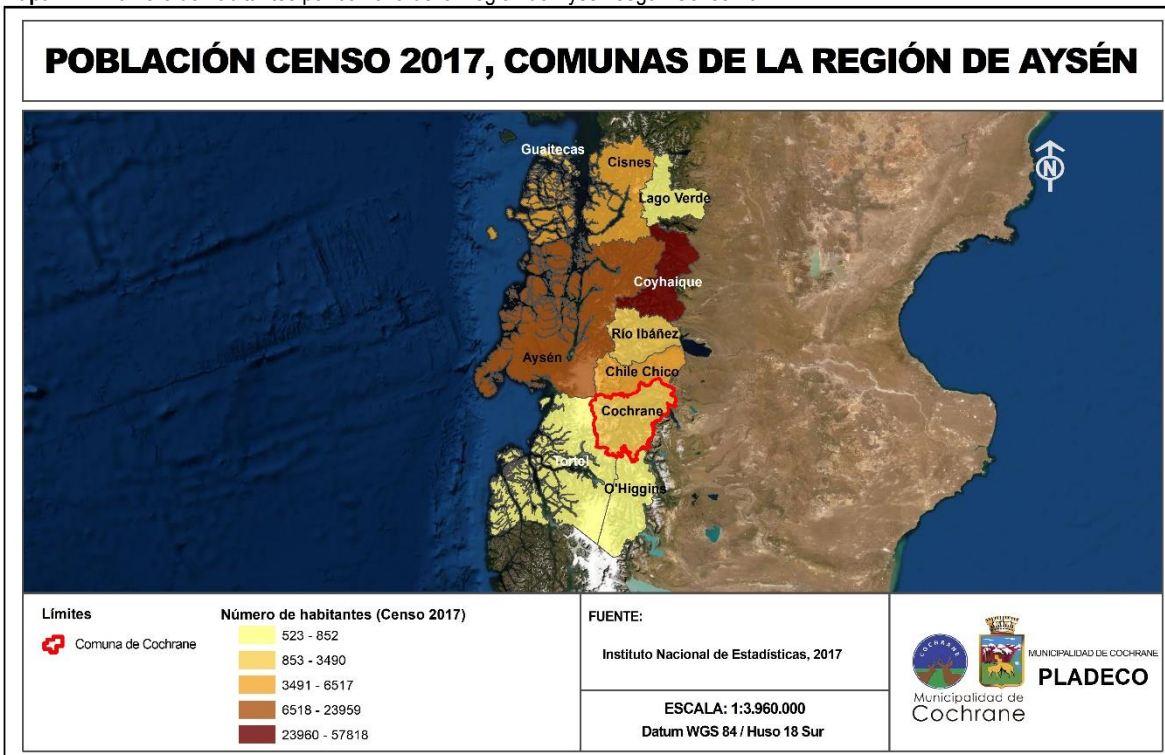 POBLACIÓN CENSO 2017, COMUNAS DE LA REGIÓN DE AYSÉN
Guaitecas
Cisnes
Lago Verde
Coyhaique
Río Ibáñez
Aysén
Chile Chico
Cochrane
Tortel
O'Higgins
N
Límites
Comuna de Cochrane
Número de habitantes (Censo 2017)
523 - 852
853 - 3490
3491 - 6517
6518 - 23959
23960 - 57818
FUENTE:
Instituto Nacional de Estadísticas, 2017
ESCALA: 1:3.960.000
Datum WGS 84 / Huso 18 Sur
COCHRANE
Municipalidad de
Cochrane
MUNICIPALIDAD DE COCHRANE
PLADECO